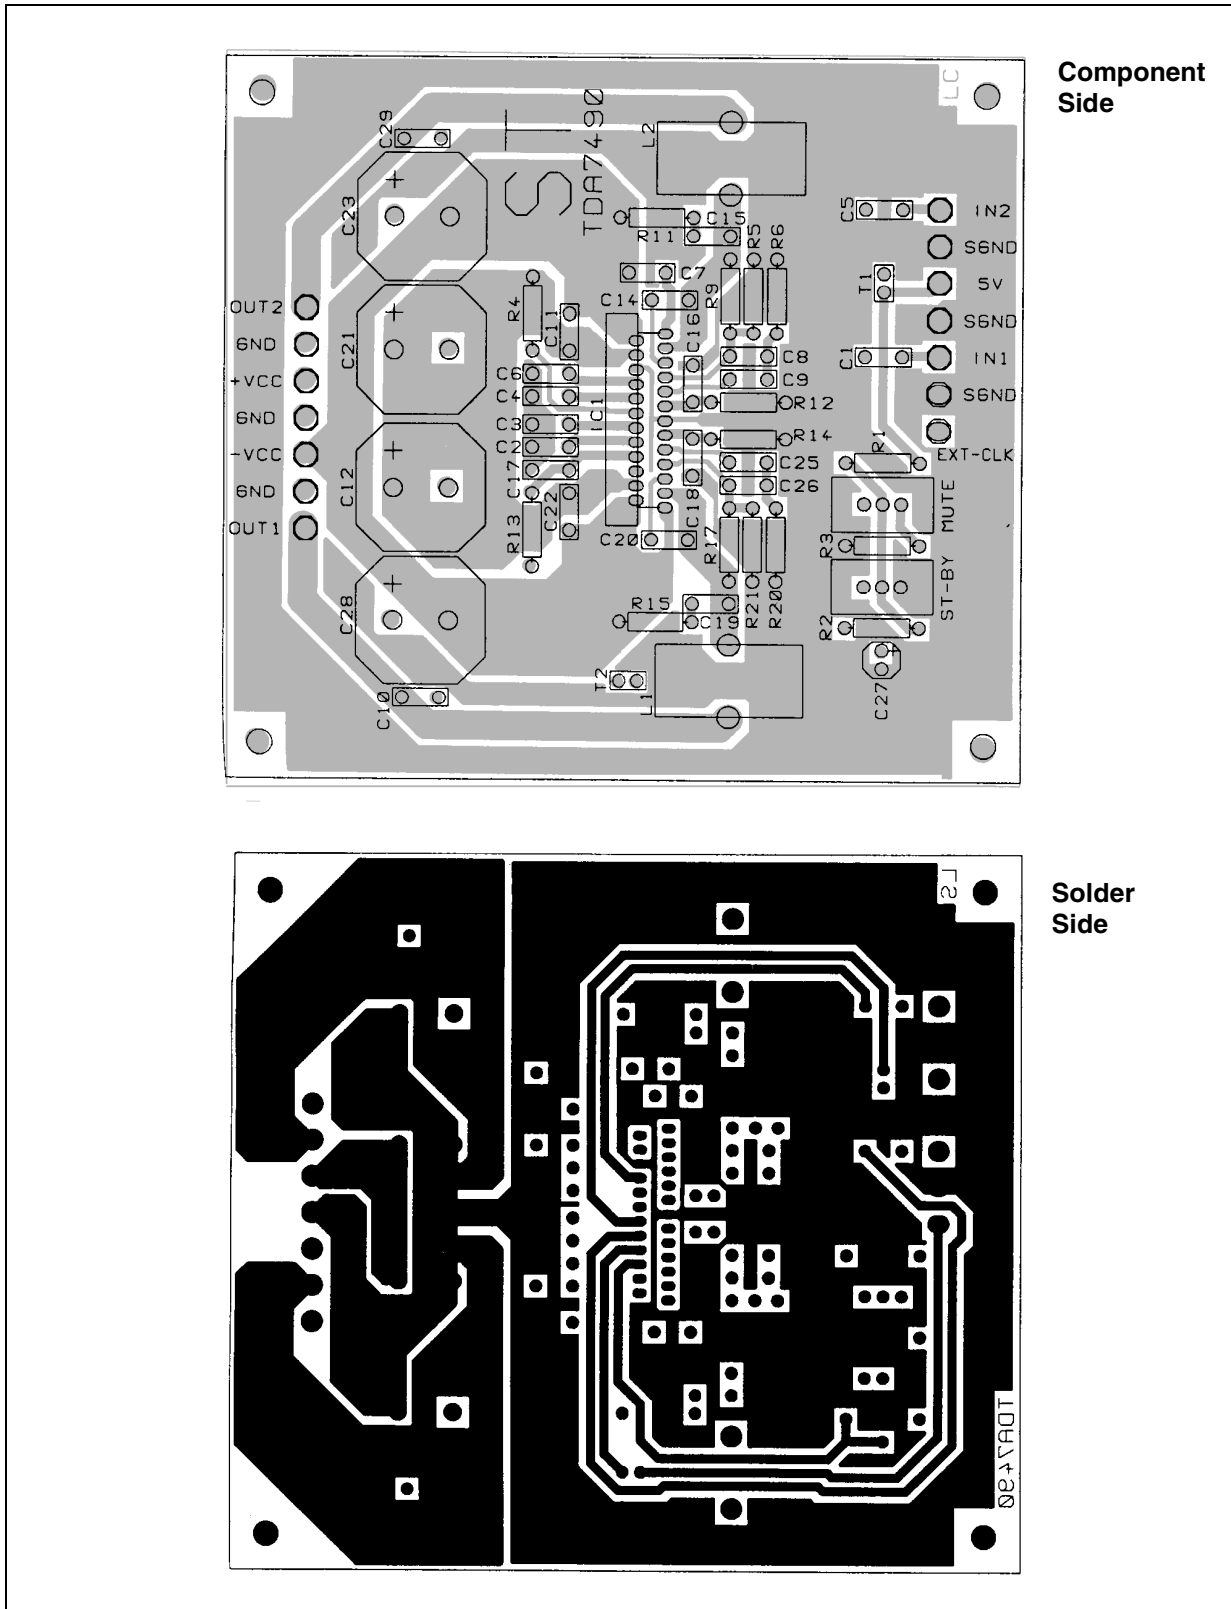 Component
Side
LC
C29
ST
TDA7490
L2
C23
C5
IN2
R11
C15
R5
R6
SGND
C7
T1
5V
OUT2
R4
C14
R9
C11
C16
SGND
GND
C21
C1
IN1
C8
+VCC
C6
C9
SGND
C4
IC1
R12
GND
C3
R14
R1
EXT-CLK
-VCC
C2
C25
C12
C17
C26
GND
C22
C18
MUTE
OUT1
R13
C20
R17
R3
R21
R20
ST-BY
C28
R15
C19
R2
T2
L1
C27
C10
Solder
Side
LS
TDA7490